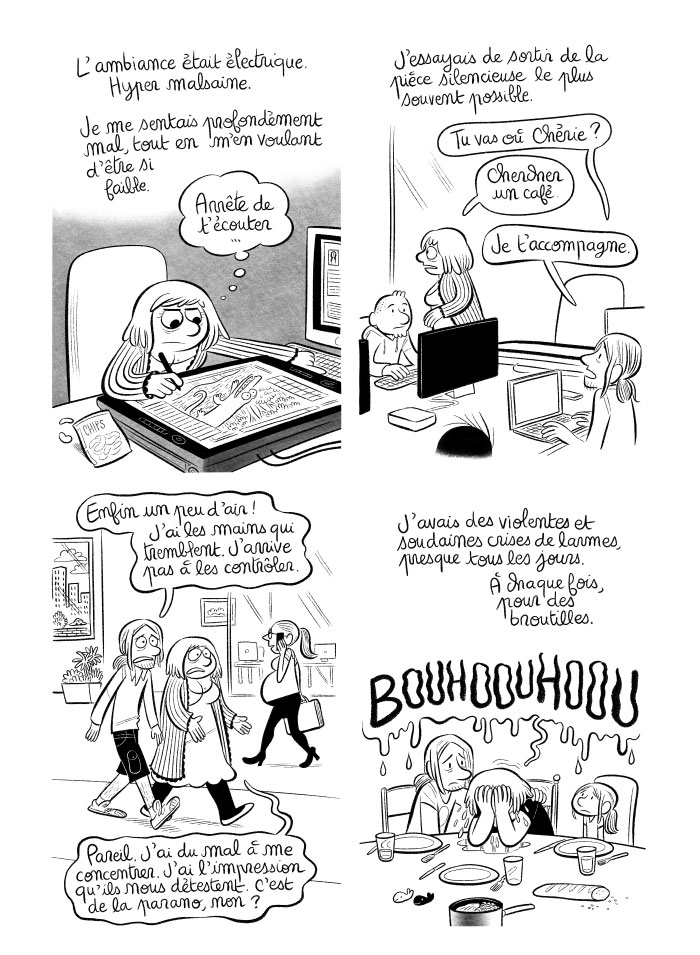 L'ambiance était électrique.
Hyper malsaine.
Je me sentais profondément
mal, tout en m'en voulant
d'être si
faible.
Arrête de
t'écouter
...
CHIPS
J'essayais de sortir de la
pièce silencieuse le plus
souvent possible.
Tu vas où Chérie ?
Chercher
un café.
Je t'accompagne.
Enfin un peu d'air !
J'ai les mains qui
tremblent. J'arrive
pas à les contrôler.
Pareil. J'ai du mal à me
concentrer. J'ai l'impression
qu'ils nous détestent. C'est
de la parano, non ?
J'avais des violentes et
soudaines crises de larmes,
presque tous les jours.
À chaque fois,
pour des
broutilles.
BOUHOOUHOOU